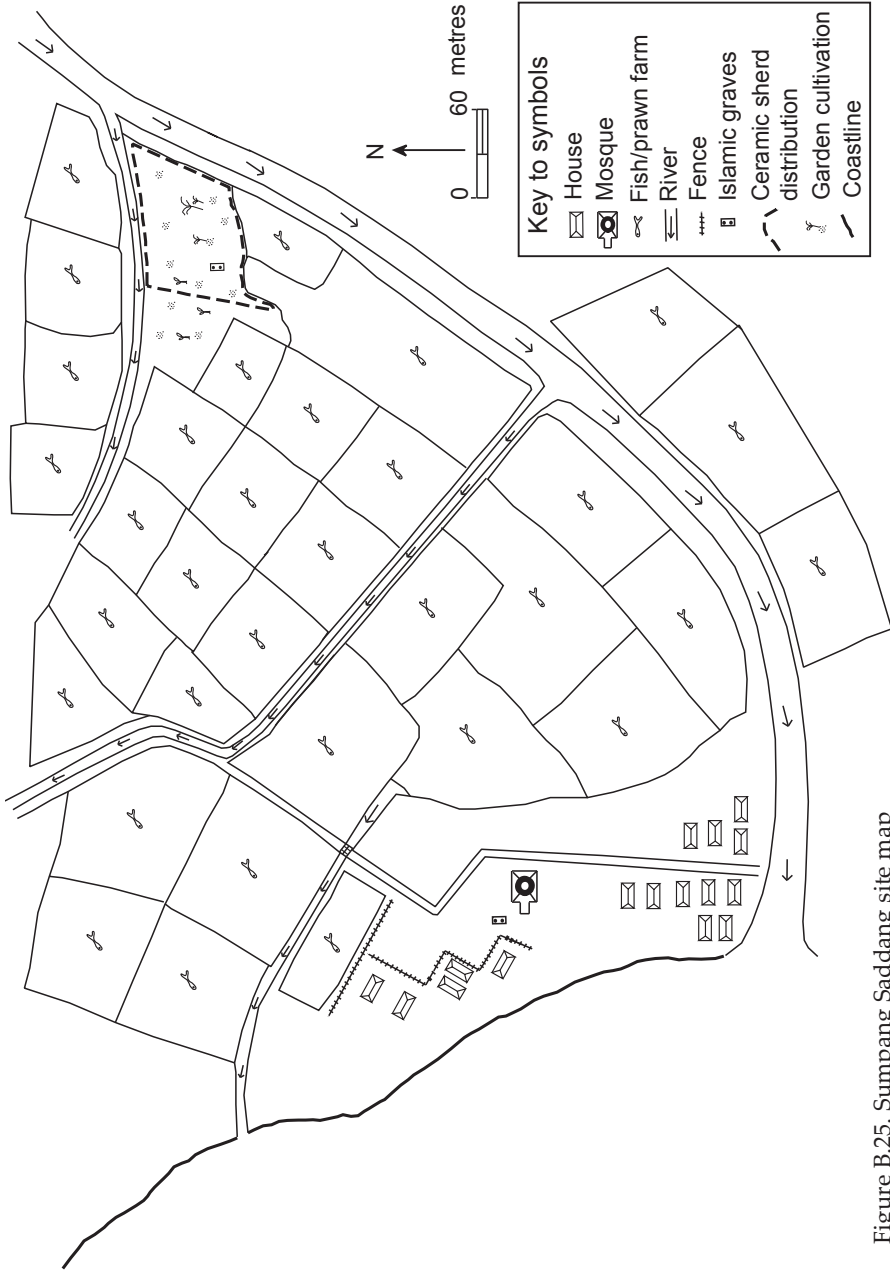 N
0 60 metres
Key to symbols
House
Mosque
Fish/prawn farm
River
Fence
Islamic graves
Ceramic sherd
distribution
Garden cultivation
Coastline
Figure B.25. Sumpang Saddang site map